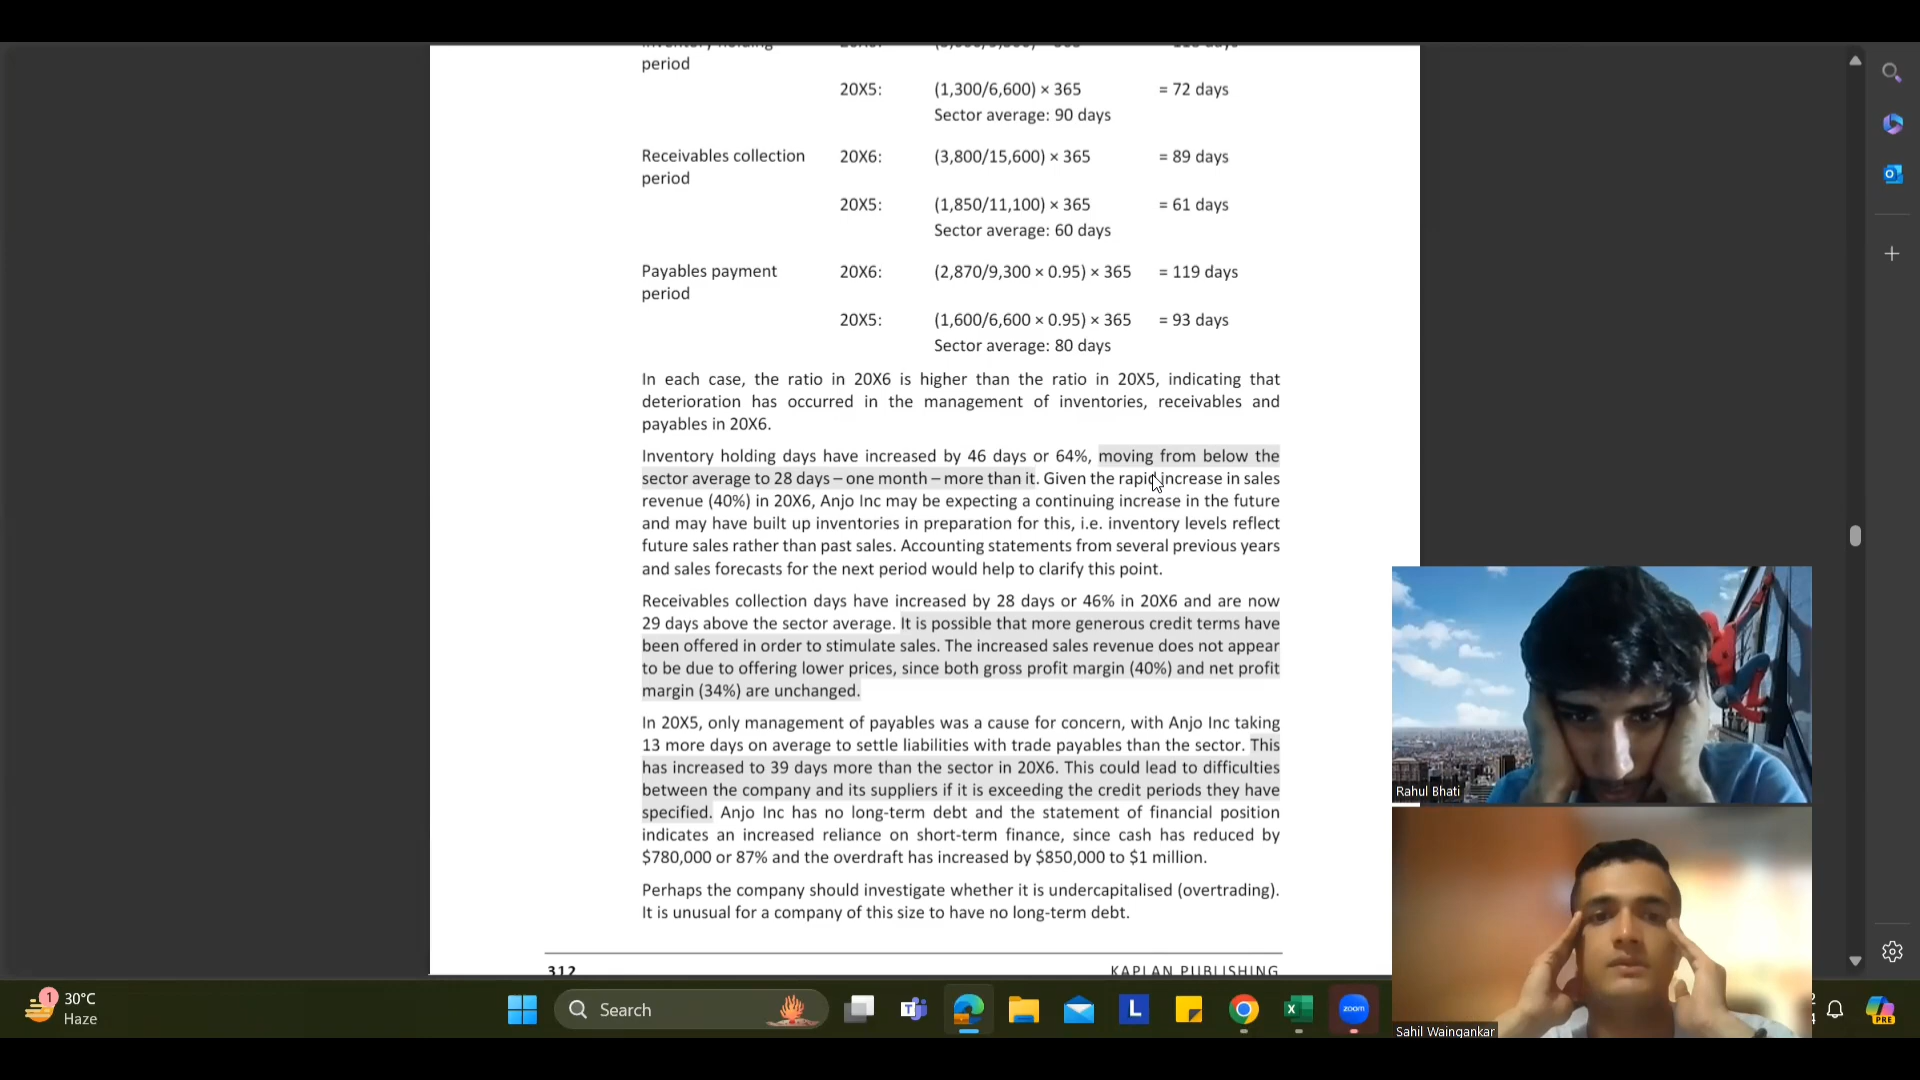 period
20X5: (1,300/6,600) × 365 = 72 days
Sector average: 90 days
Receivables collection 20X6: (3,800/15,600) × 365 = 89 days
period
20X5: (1,850/11,100) × 365 = 61 days
Sector average: 60 days
Payables payment 20X6: (2,870/9,300 × 0.95) × 365 = 119 days
period
20X5: (1,600/6,600 × 0.95) × 365 = 93 days
Sector average: 80 days
In each case, the ratio in 20X6 is higher than the ratio in 20X5, indicating that
deterioration has occurred in the management of inventories, receivables and
payables in 20X6.
Inventory holding days have increased by 46 days or 64%, moving from below the
sector average to 28 days – one month – more than it. Given the rapid increase in sales
revenue (40%) in 20X6, Anjo Inc may be expecting a continuing increase in the future
and may have built up inventories in preparation for this, i.e. inventory levels reflect
future sales rather than past sales. Accounting statements from several previous years
and sales forecasts for the next period would help to clarify this point.
Receivables collection days have increased by 28 days or 46% in 20X6 and are now
29 days above the sector average. It is possible that more generous credit terms have
been offered in order to stimulate sales. The increased sales revenue does not appear
to be due to offering lower prices, since both gross profit margin (40%) and net profit
margin (34%) are unchanged.
In 20X5, only management of payables was a cause for concern, with Anjo Inc taking
13 more days on average to settle liabilities with trade payables than the sector. This
has increased to 39 days more than the sector in 20X6. This could lead to difficulties
between the company and its suppliers if it is exceeding the credit periods they have
specified. Anjo Inc has no long-term debt and the statement of financial position
indicates an increased reliance on short-term finance, since cash has reduced by
$780,000 or 87% and the overdraft has increased by $850,000 to $1 million.
Perhaps the company should investigate whether it is undercapitalised (overtrading).
It is unusual for a company of this size to have no long-term debt.
312 KAPLAN PUBLISHING
Rahul Bhati
Sahil Waingankar
1
30°C
Haze
Search
L
zoom
PRE